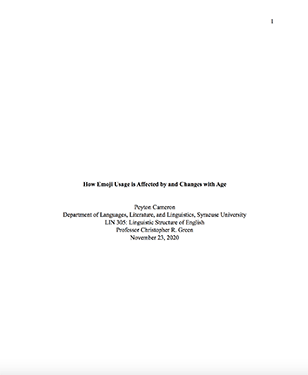 1
How Emoji Usage is Affected by and Changes with Age
Peyton Cameron
Department of Languages, Literature, and Linguistics, Syracuse University
LIN 305: Linguistic Structure of English
Professor Christopher R. Green
November 23, 2020